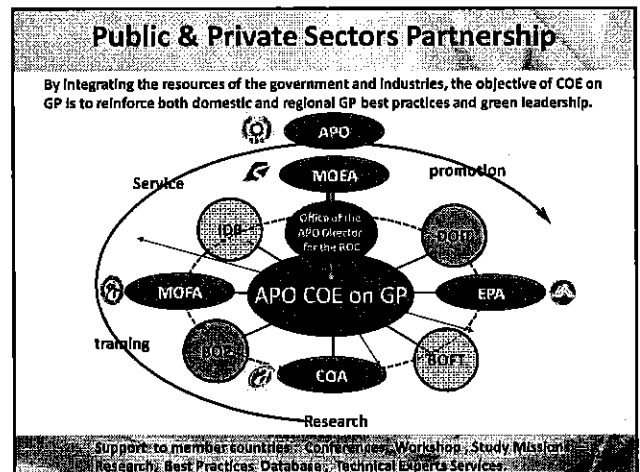 Public & Private Sectors Partnership
By integrating the resources of the government and industries, the objective of COE on
GP is to reinforce both domestic and regional GP best practices and green leadership.
APO
MOEA
Service
promotion
Office of the
APO Director
for the ROC
IDB
DOIT
MOFA
APO COE on GP
EPA
training
COA
BOFT
Research
Support to member countries : Conferences, Workshop , Study Missions
Research, Best Practices Database, Technical Experts Services